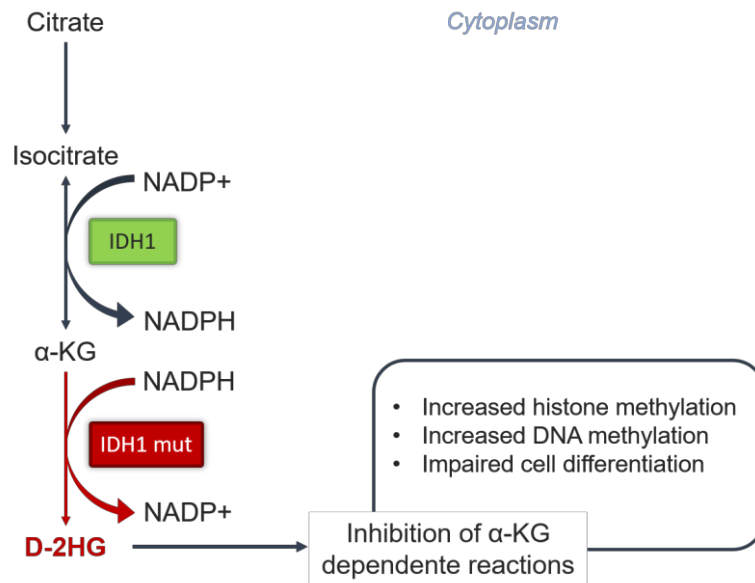 Citrate
Cytoplasm
Isocitrate
NADP+
IDH1
NADPH
α-KG
NADPH
IDH1 mut
NADP+
D-2HG
• Increased histone methylation
• Increased DNA methylation
• Impaired cell differentiation
Inhibition of α-KG
dependente reactions